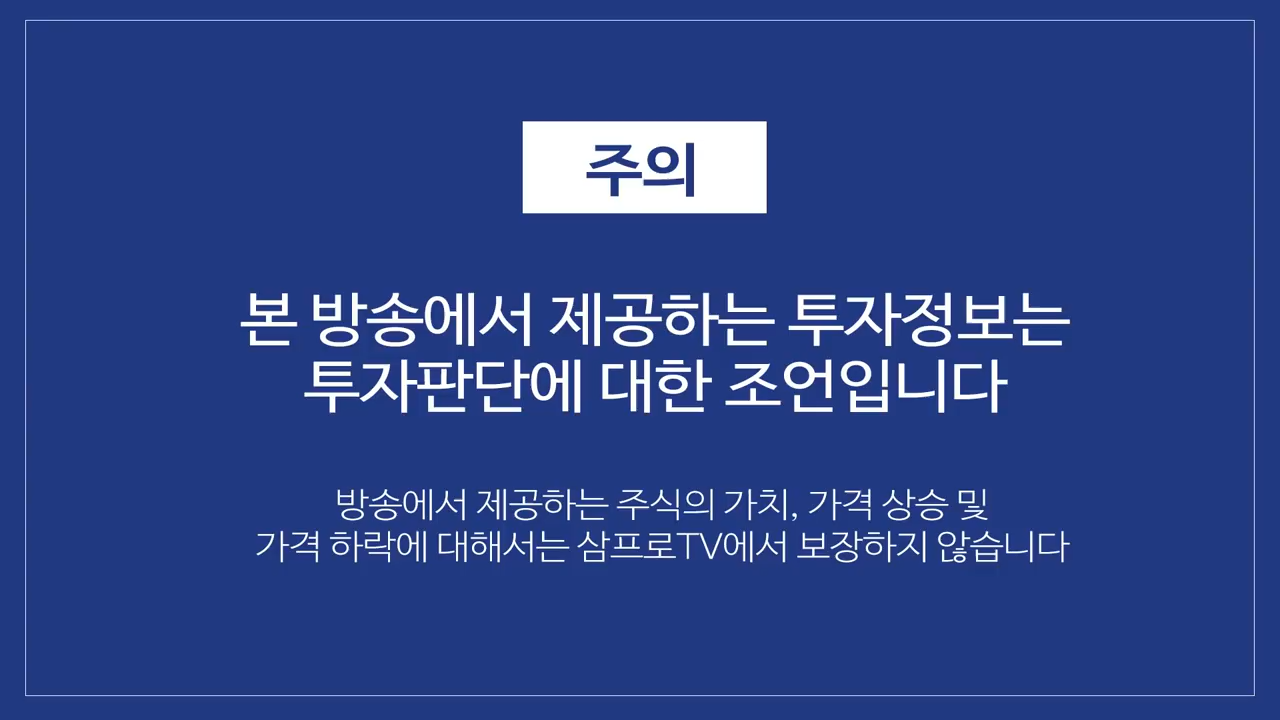 주의
본 방송에서 제공하는 투자정보는
투자판단에 대한 조언입니다
방송에서 제공하는 주식의 가치, 가격 상승 및
가격 하락에 대해서는 삼프로TV에서 보장하지 않습니다